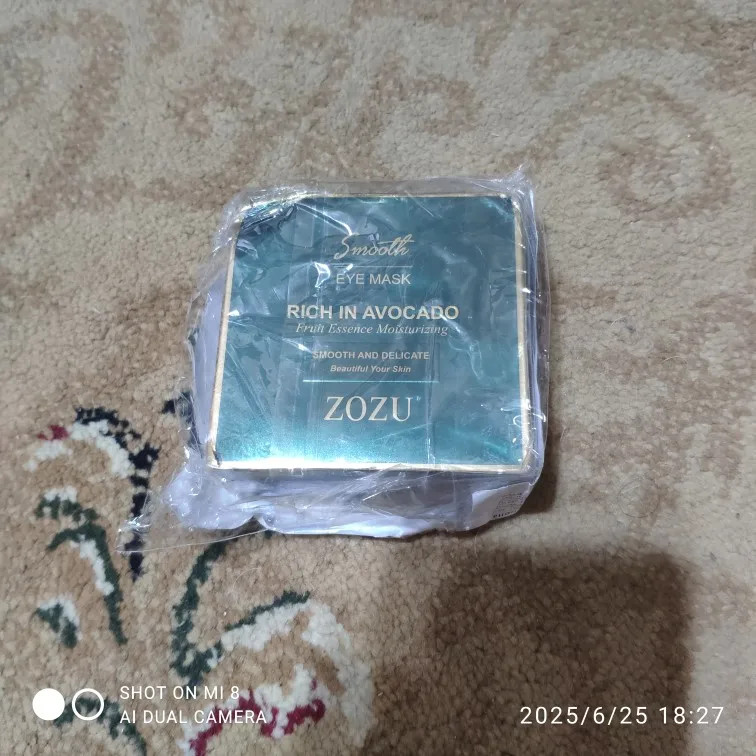 Smooth
EYE MASK
RICH IN AVOCADO
Fruit Essence Moisturizing
SMOOTH AND DELICATE
Beautiful Your Skin
ZOZU
SHOT ON MI 8
AI DUAL CAMERA
2025/6/25 18:27